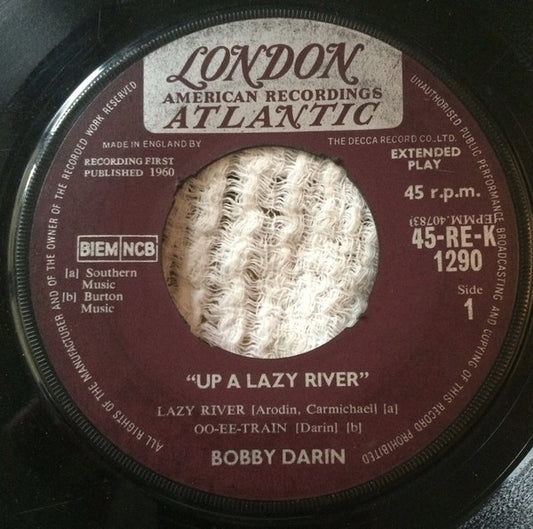 LONDON
AMERICAN RECORDINGS
ATLANTIC
MADE IN ENGLAND BY THE DECCA RECORD CO., LTD.
RECORDING FIRST
PUBLISHED 1960
EXTENDED
PLAY
45 r.p.m.
[EPMM.40783]
45-RE-K
1290
Side
1
BIEM NCB
[a] Southern
Music
[b] Burton
Music
"UP A LAZY RIVER"
LAZY RIVER [Arodin, Carmichael] [a]
OO-EE-TRAIN [Darin] [b]
BOBBY DARIN
ALL RIGHTS OF THE MANUFACTURER AND OF THE OWNER OF THE RECORDED WORK RESERVED
UNAUTHORISED PUBLIC PERFORMANCE BROADCASTING AND COPYING OF THIS RECORD PROHIBITED